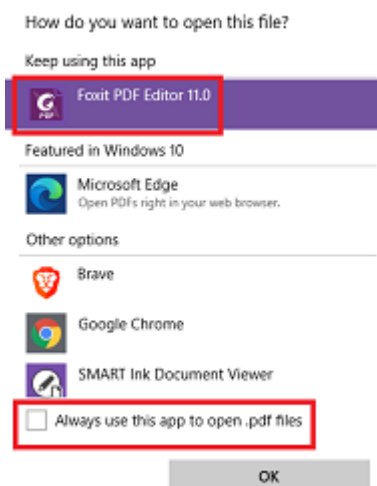 How do you want to open this file?
Keep using this app
Foxit PDF Editor 11.0
Featured in Windows 10
Microsoft Edge
Open PDFs right in your web browser.
Other options
Brave
Google Chrome
SMART Ink Document Viewer
Always use this app to open .pdf files
OK